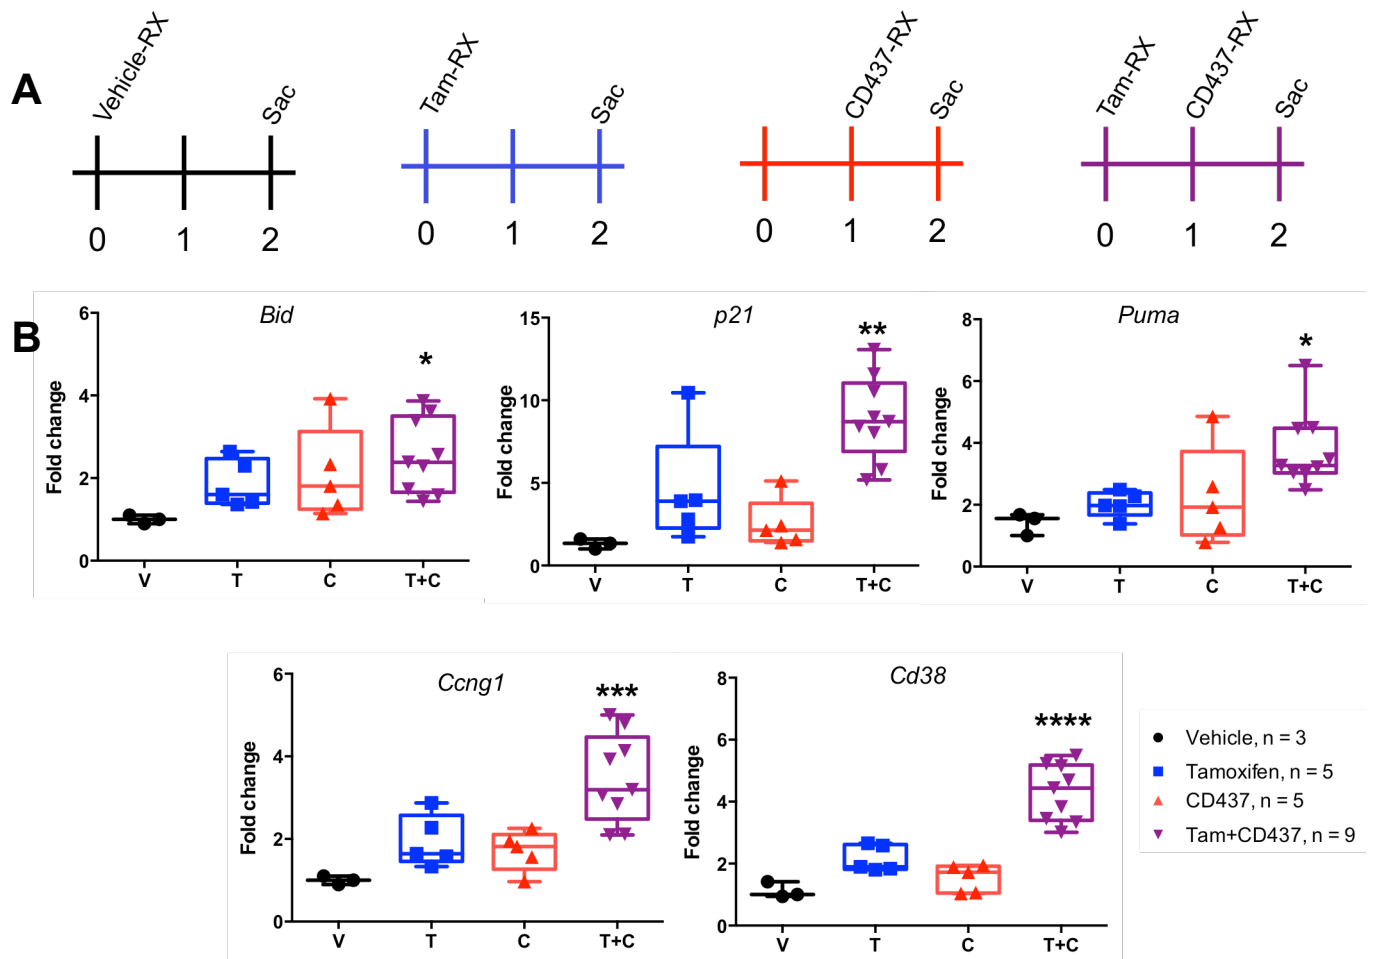 A
Vehicle-RX
Sac
0 1 2
Tam-RX
Sac
0 1 2
CD437-RX
Sac
0 1 2
Tam-RX
CD437-RX
Sac
0 1 2
B
Bid
Fold change
6
4
2
0
*
V T C T+C
p21
Fold change
15
10
5
0
**
V T C T+C
Puma
Fold change
8
6
4
2
0
*
V T C T+C
Ccng1
Fold change
6
4
2
0
***
V T C T+C
Cd38
Fold change
8
6
4
2
0
****
V T C T+C
Vehicle, n = 3
Tamoxifen, n = 5
CD437, n = 5
Tam+CD437, n = 9